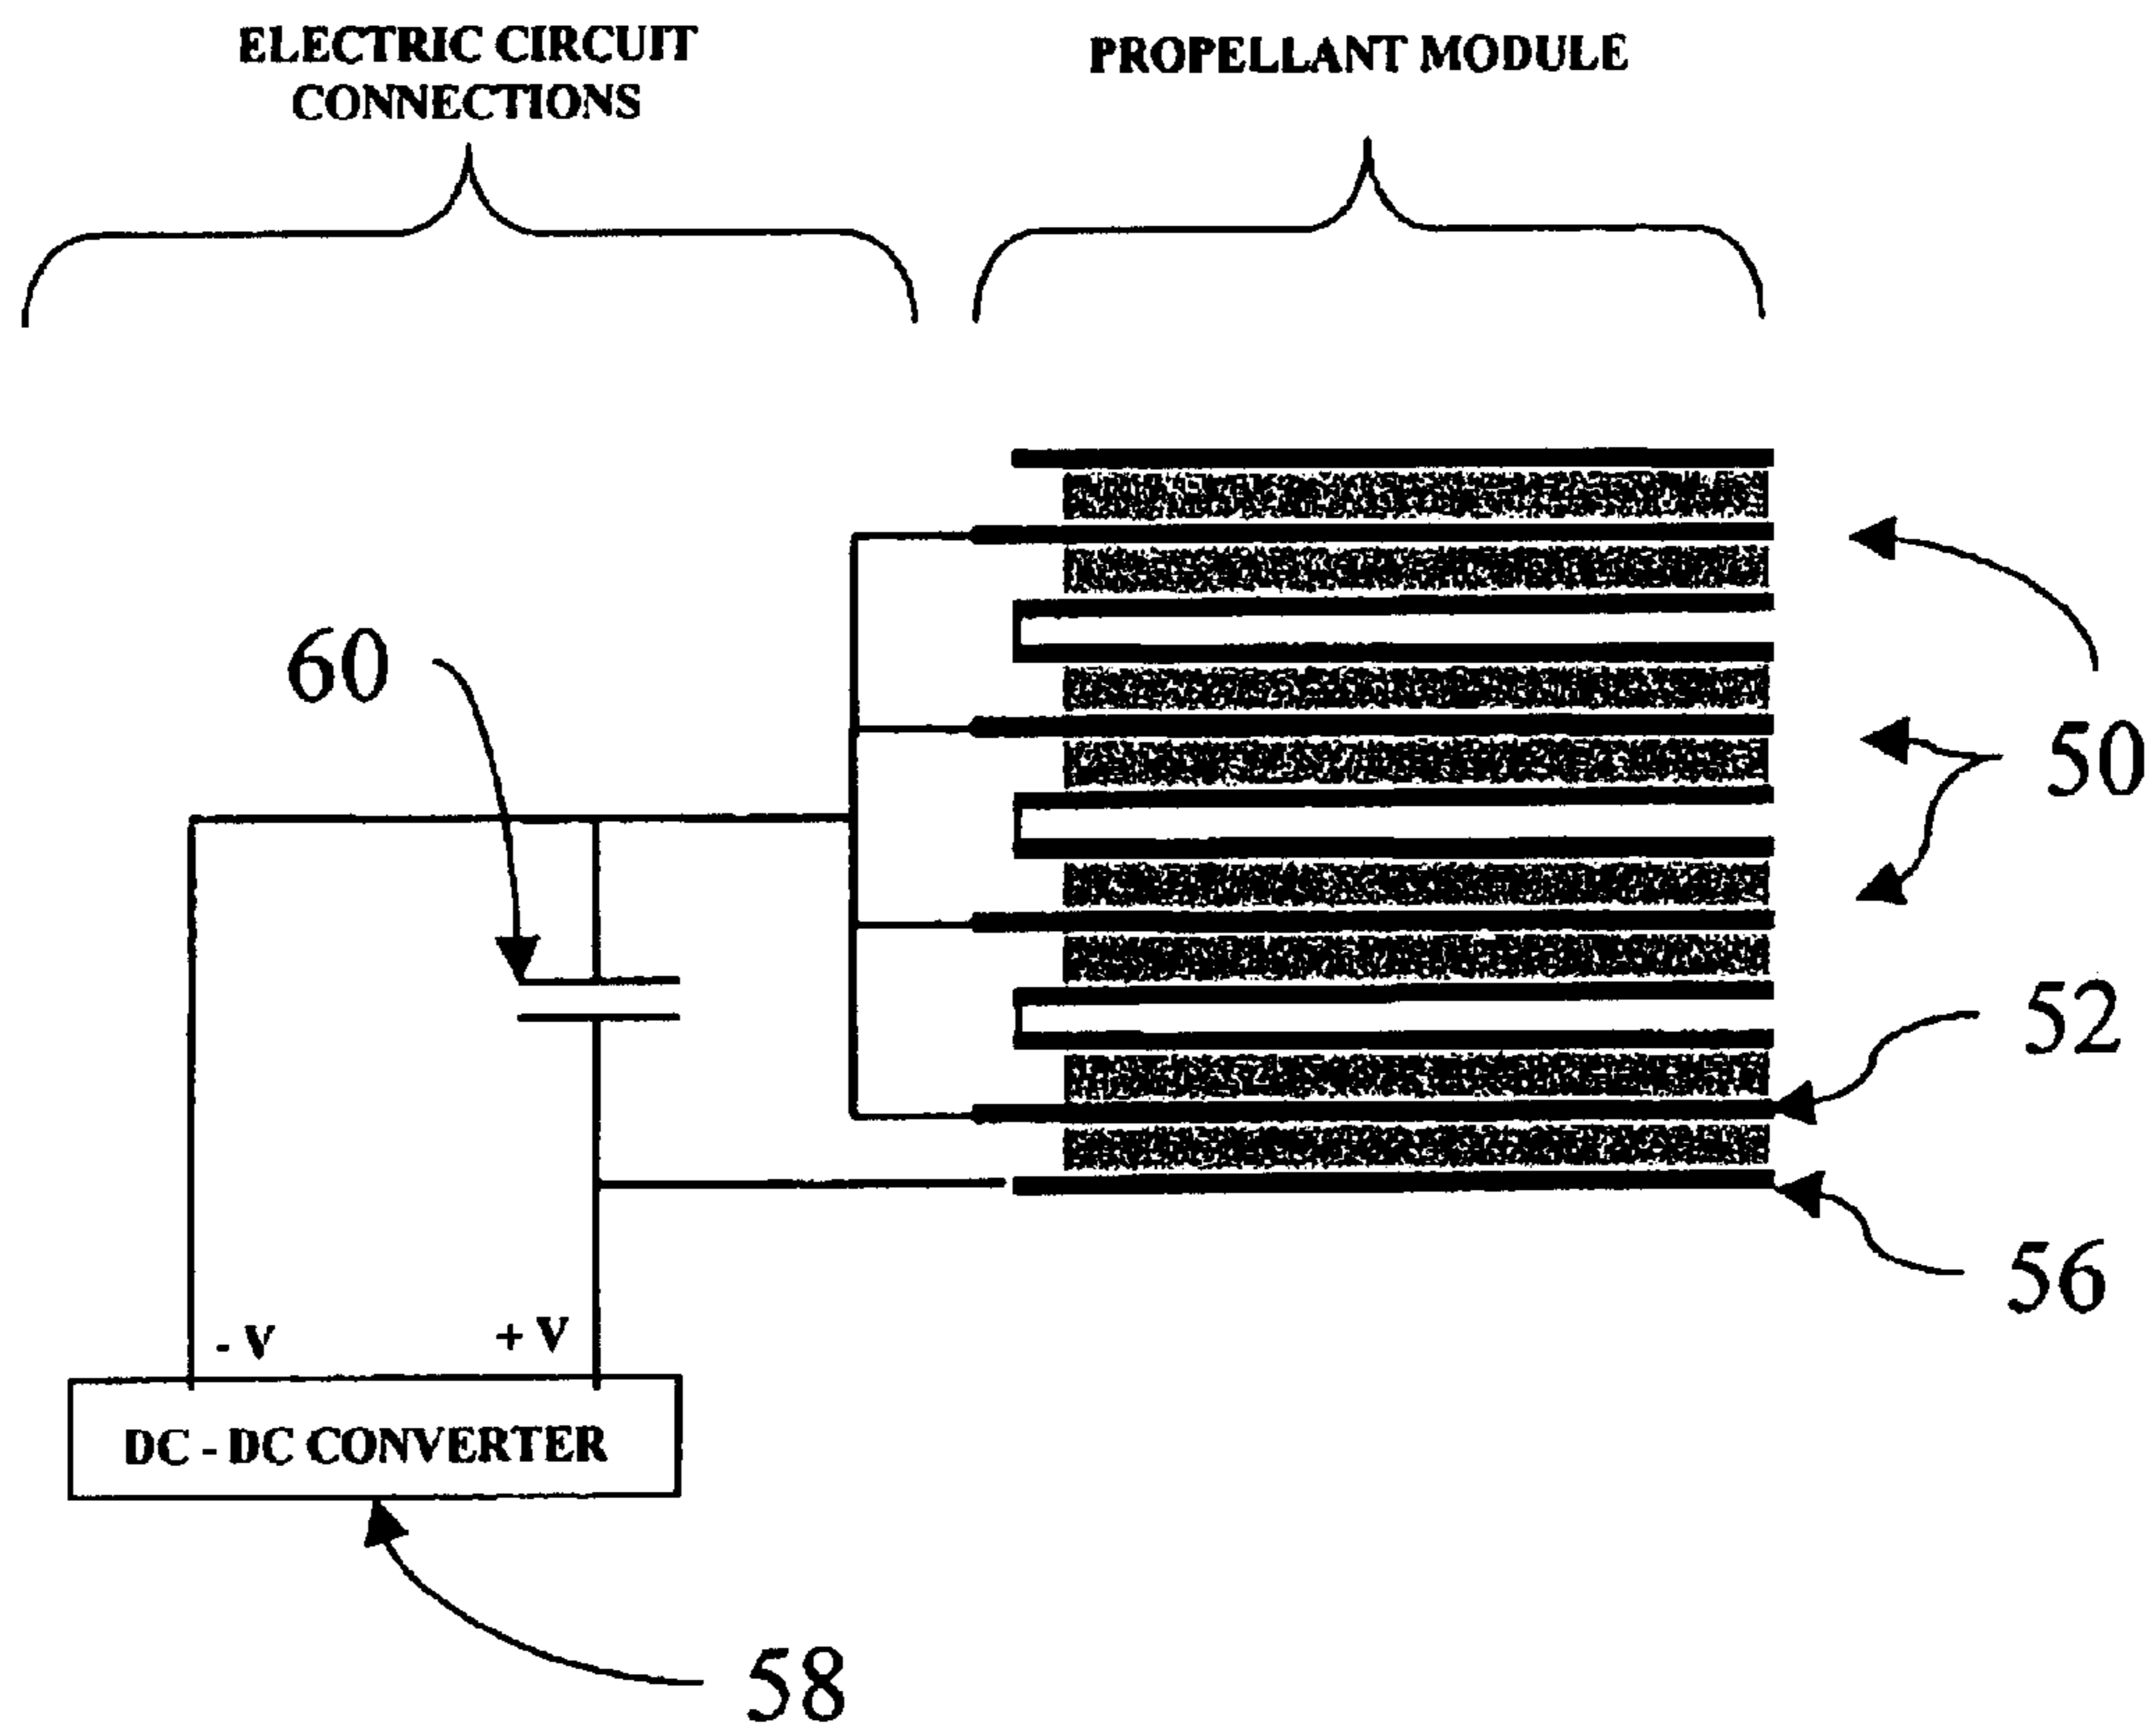 ELECTRIC CIRCUIT
CONNECTIONS
PROPELLANT MODULE
60
50
52
56
- V
+ V
DC - DC CONVERTER
58